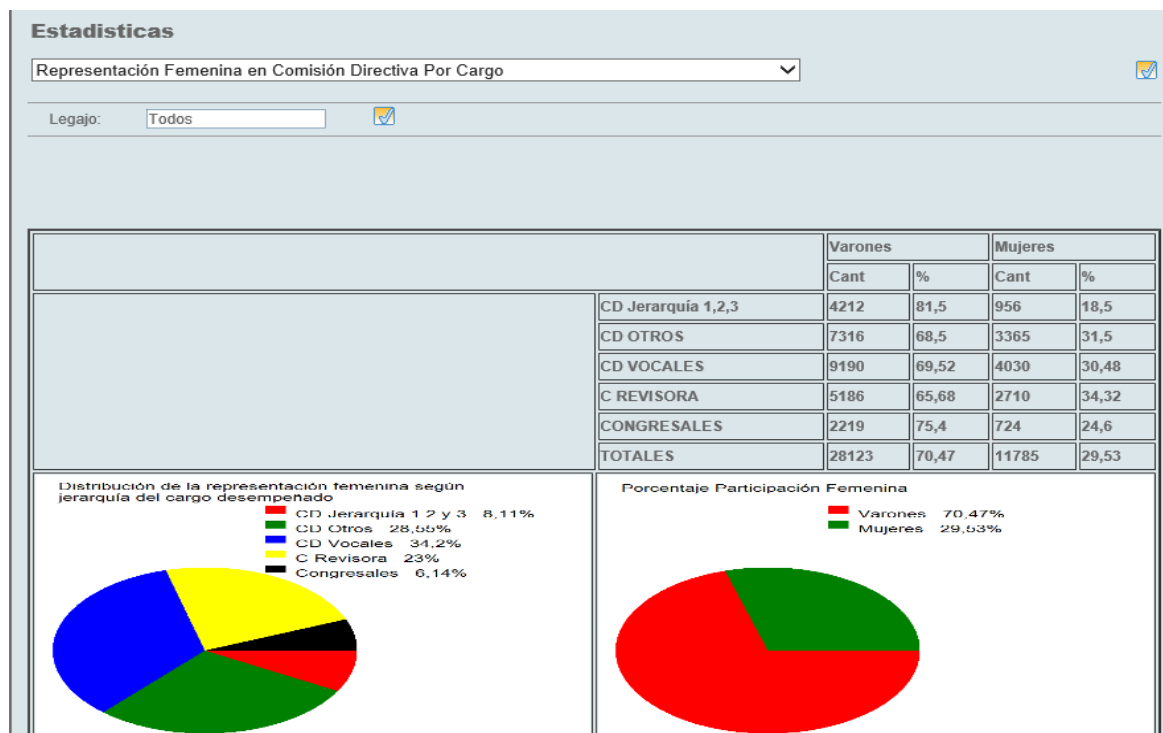 Estadisticas
Representación Femenina en Comisión Directiva Por Cargo
Legajo: Todos
Varones Mujeres
Cant % Cant %
CD Jerarquía 1,2,3 4212 81,5 956 18,5
CD OTROS 7316 68,5 3365 31,5
CD VOCALES 9190 69,52 4030 30,48
C REVISORA 5186 65,68 2710 34,32
CONGRESALES 2219 75,4 724 24,6
TOTALES 28123 70,47 11785 29,53
Distribución de la representación femenina según
jerarquía del cargo desempeñado
CD Jerarquia 1 2 y 3 8,11%
CD Otros 28,55%
CD Vocales 34,2%
C Revisora 23%
Congresales 6,14%
Porcentaje Participación Femenina
Varones 70,47%
Mujeres 29,53%